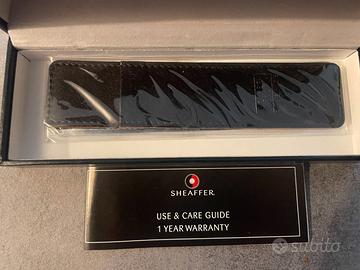 SHEAFFER
USE & CARE GUIDE
1 YEAR WARRANTY
subito